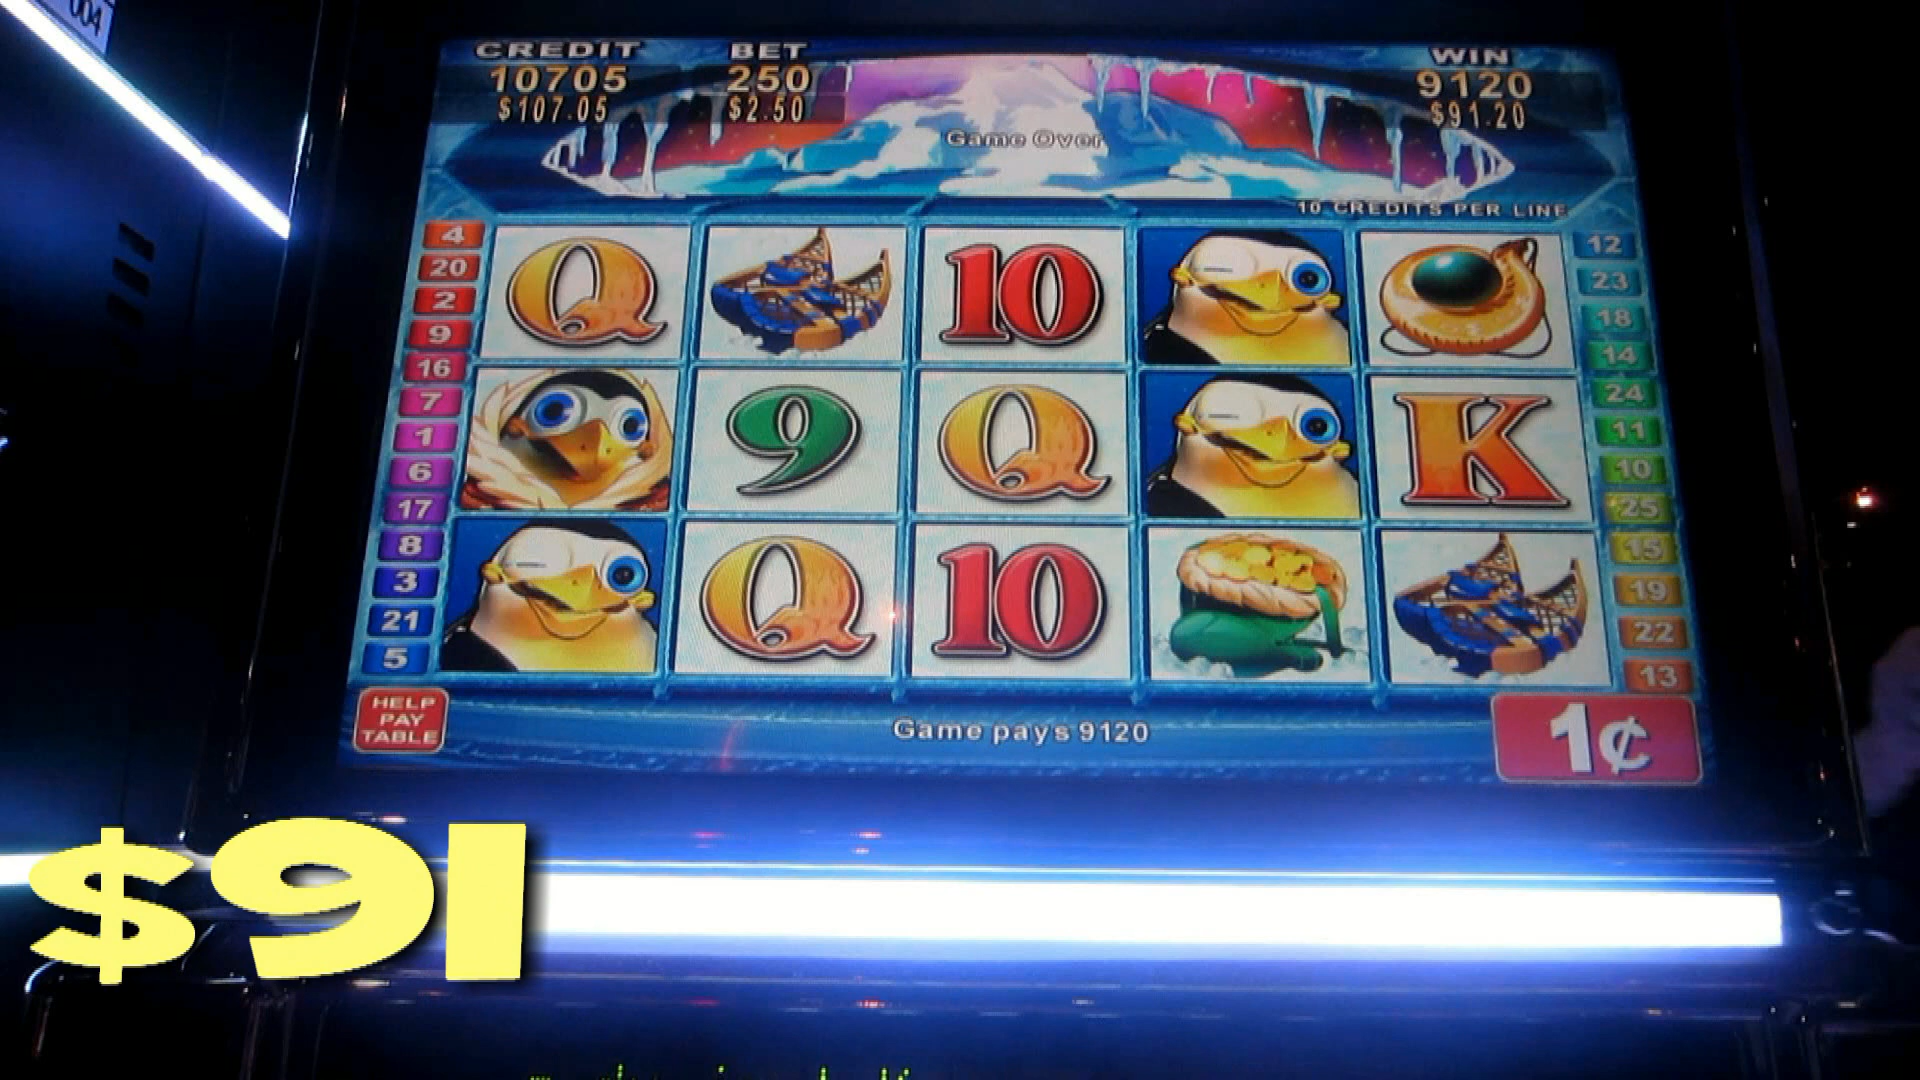 004
CREDIT BET WIN
10705 250 9120
$107.05 $2.50 $91.20
Game Over
10 CREDITS PER LINE
4 12
20 23
2 18
9 14
16 24
7 11
1 10
6 25
17 15
8 19
3 22
21 13
5
Q 10
9 Q K
Q 10
HELP
PAY
TABLE
Game pays 9120
1¢
$91